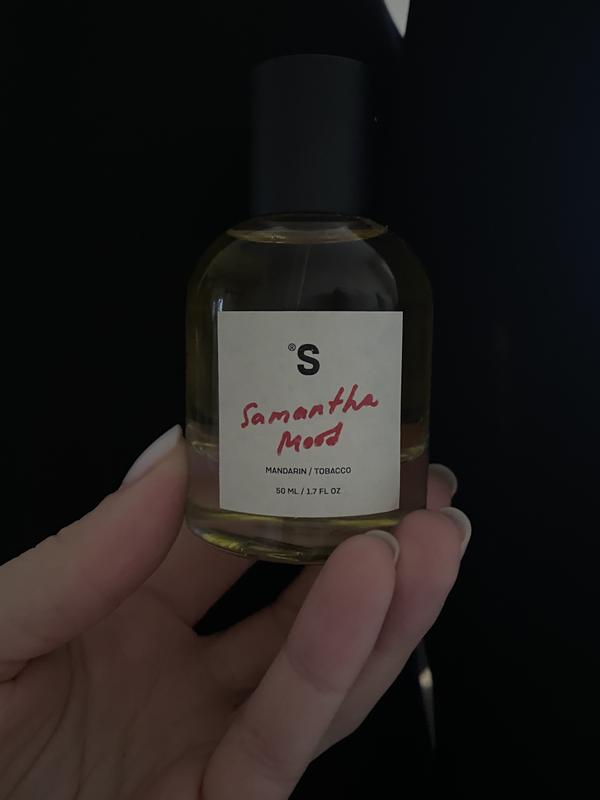 ®S
Samantha
Mood
MANDARIN / TOBACCO
50 ML / 1.7 FL OZ